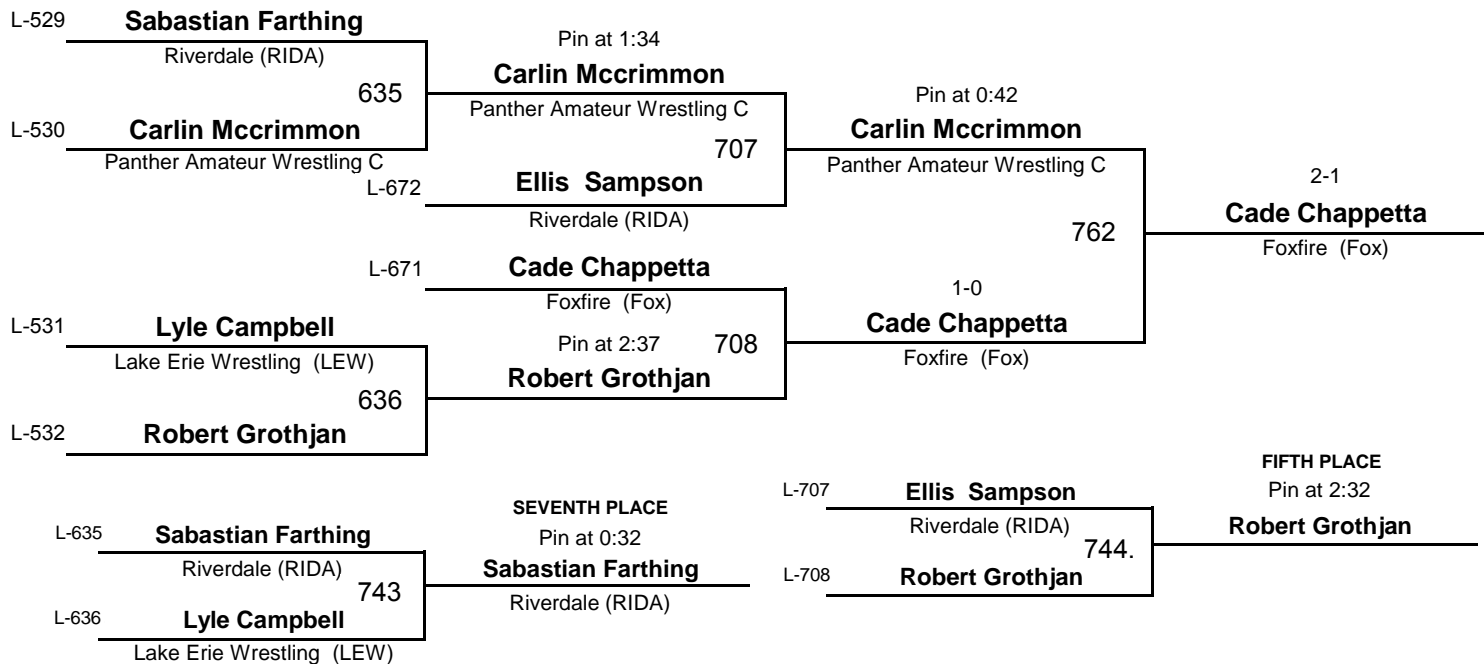 L-529
Sabastian Farthing
Riverdale (RIDA)
635
L-530
Carlin Mccrimmon
Panther Amateur Wrestling C
Pin at 1:34
Carlin Mccrimmon
Panther Amateur Wrestling C
707
L-672
Ellis Sampson
Riverdale (RIDA)
Pin at 0:42
Carlin Mccrimmon
Panther Amateur Wrestling C
762
2-1
Cade Chappetta
Foxfire (Fox)
L-671
Cade Chappetta
Foxfire (Fox)
708
1-0
Cade Chappetta
Foxfire (Fox)
L-531
Lyle Campbell
Lake Erie Wrestling (LEW)
636
Pin at 2:37
Robert Grothjan
L-532
Robert Grothjan
L-635
Sabastian Farthing
Riverdale (RIDA)
743
L-636
Lyle Campbell
Lake Erie Wrestling (LEW)
SEVENTH PLACE
Pin at 0:32
Sabastian Farthing
Riverdale (RIDA)
L-707
Ellis Sampson
Riverdale (RIDA)
744.
L-708
Robert Grothjan
FIFTH PLACE
Pin at 2:32
Robert Grothjan